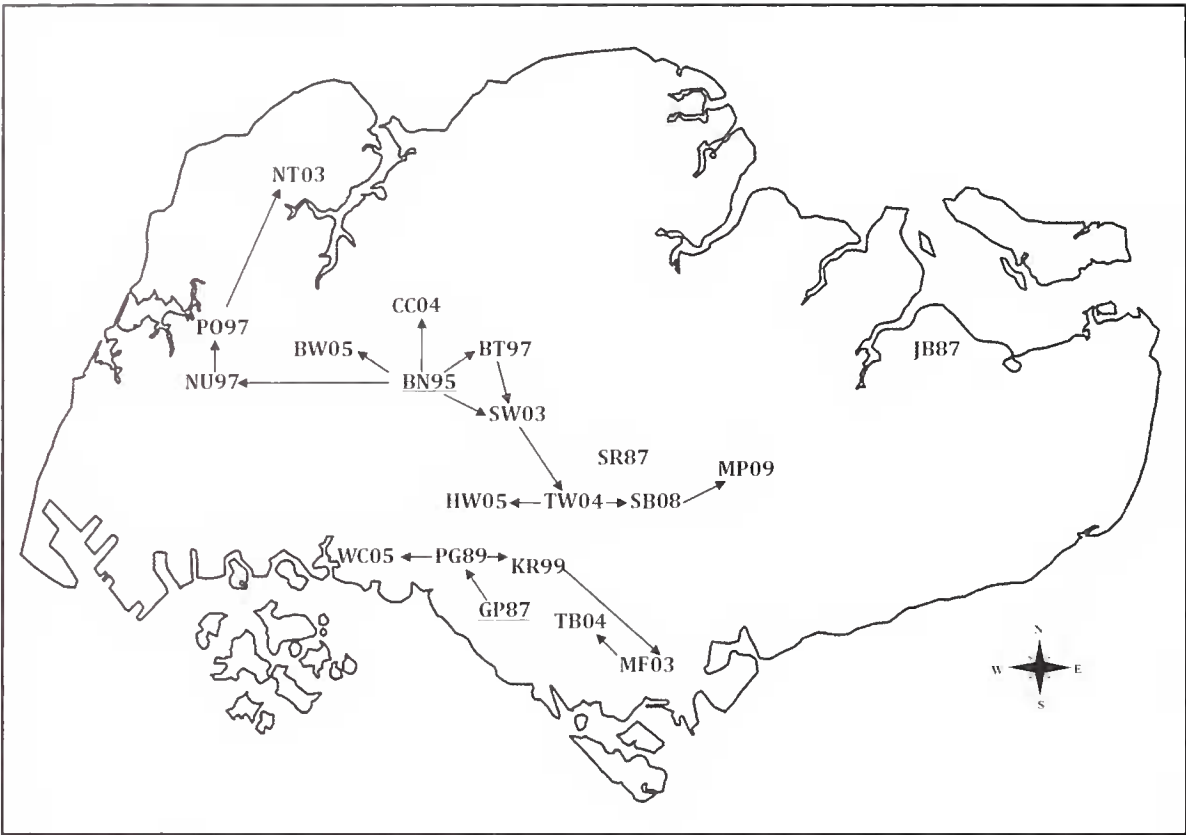 NT03
CC04
PO97
BW05
BT97
JB87
NU97
BN95
SW03
SR87
MP09
HW05
TW04
SB08
WC05
PG89
KR99
GP87
TB04
MF03
N
W
E
S